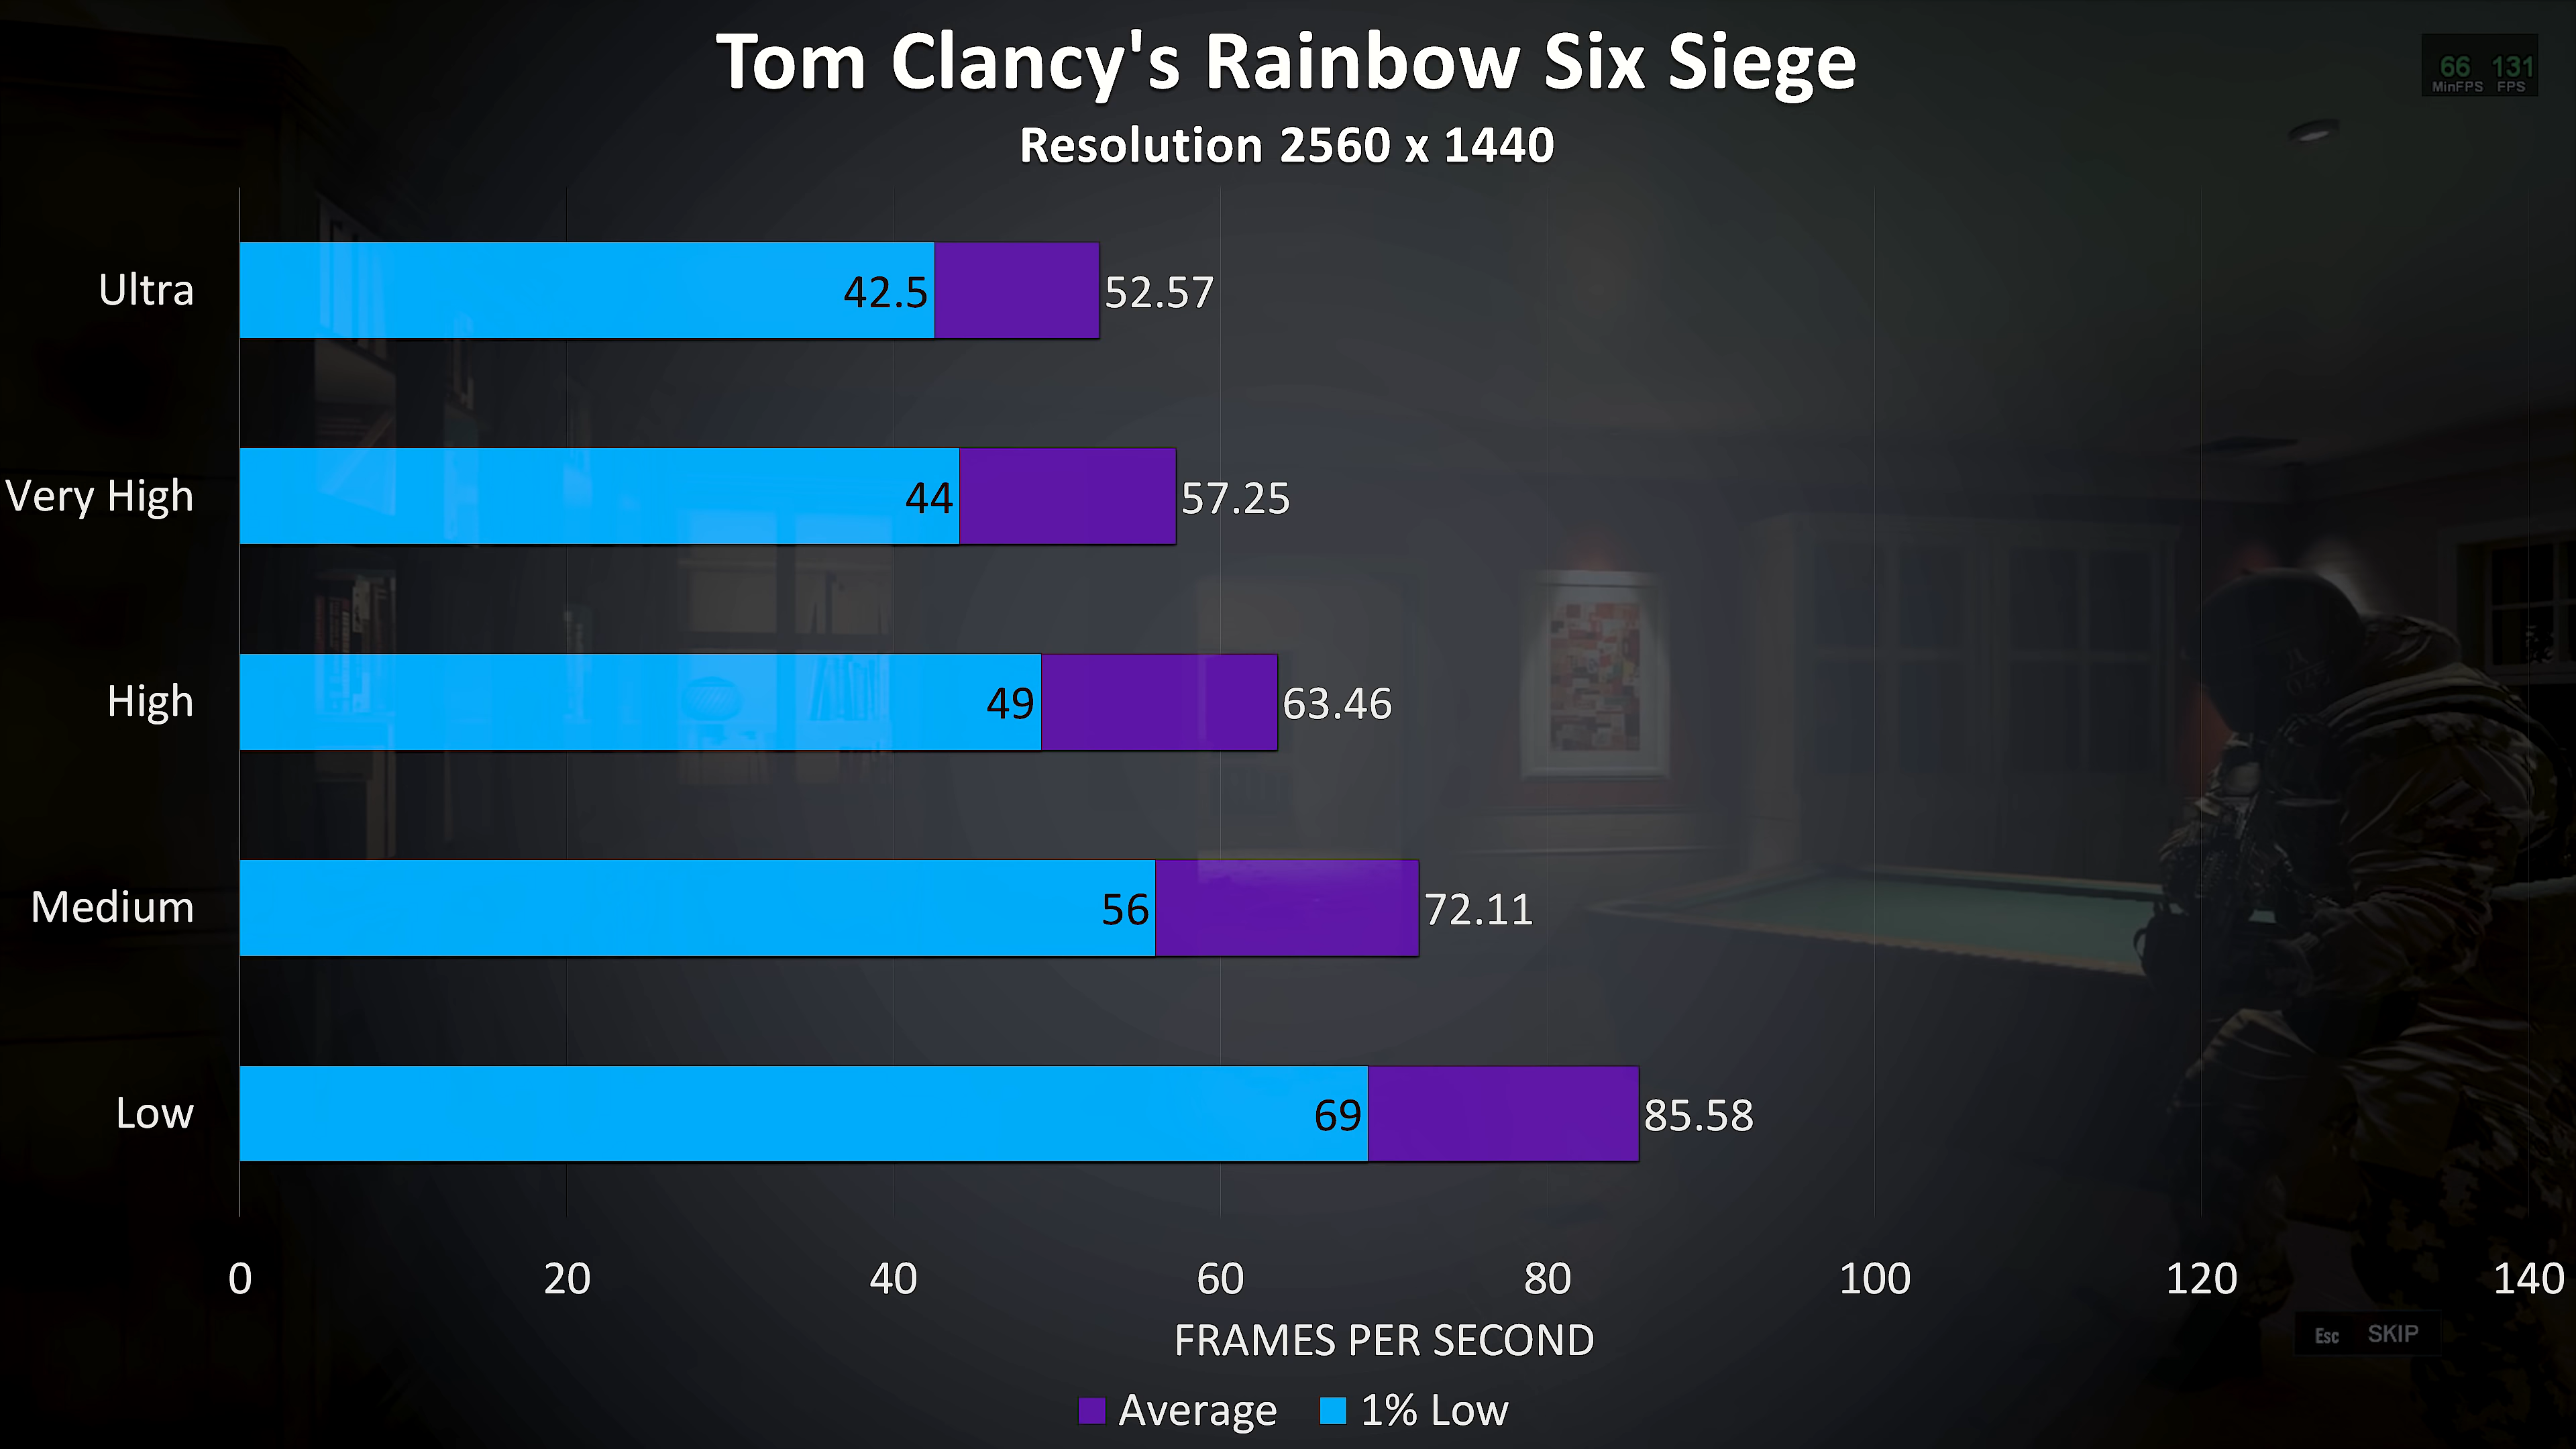 Tom Clancy's Rainbow Six Siege
66 131
MinFPS FPS
Resolution 2560 x 1440
Ultra 42.5 52.57
Very High 44 57.25
High 49 63.46
Medium 56 72.11
Low 69 85.58
0 20 40 60 80 100 120 140
FRAMES PER SECOND
Esc SKIP
Average 1% Low